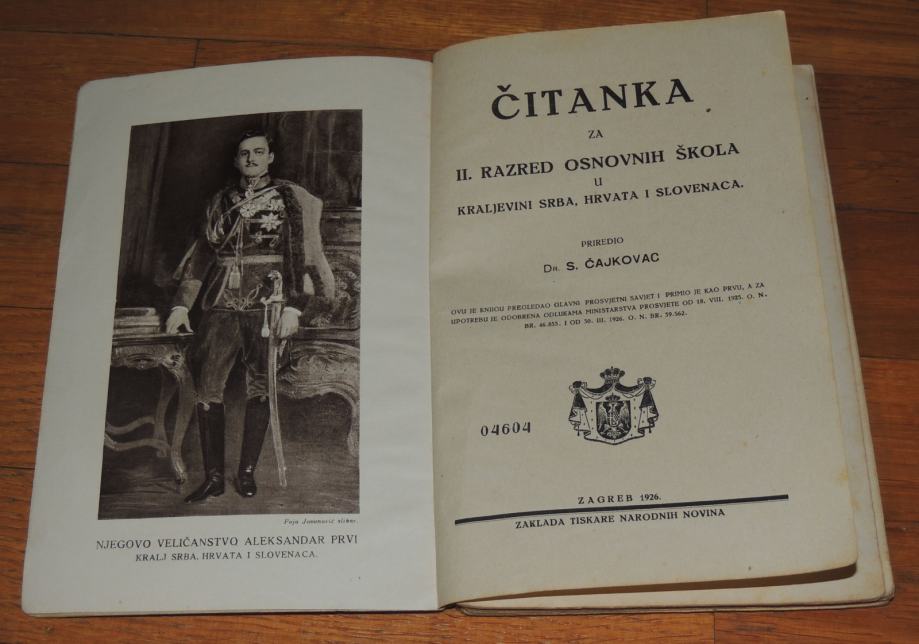 Paja Jovanović slikao.
NJEGOVO VELIČANSTVO ALEKSANDAR PRVI
KRALJ SRBA, HRVATA I SLOVENACA.
ČITANKA
ZA
II. RAZRED OSNOVNIH ŠKOLA
U
KRALJEVINI SRBA, HRVATA I SLOVENACA.
PRIREDIO
DR. S. ČAJKOVAC
OVU JE KNJIGU PREGLEDAO GLAVNI PROSVJETNI SAVJET I PRIMIO JE KAO PRVU, A ZA
UPOTREBU JE ODOBRENA ODLUKAMA MINISTARSTVA PROSVJETE OD 18. VIII. 1925. O. N.
BR. 46.855. I OD 30. III. 1926. O. N. BR. 59.562.
04604
ZAGREB 1926.
ZAKLADA TISKARE NARODNIH NOVINA